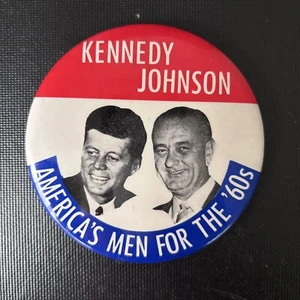 KENNEDY
JOHNSON
AMERICA'S MEN FOR THE '60s